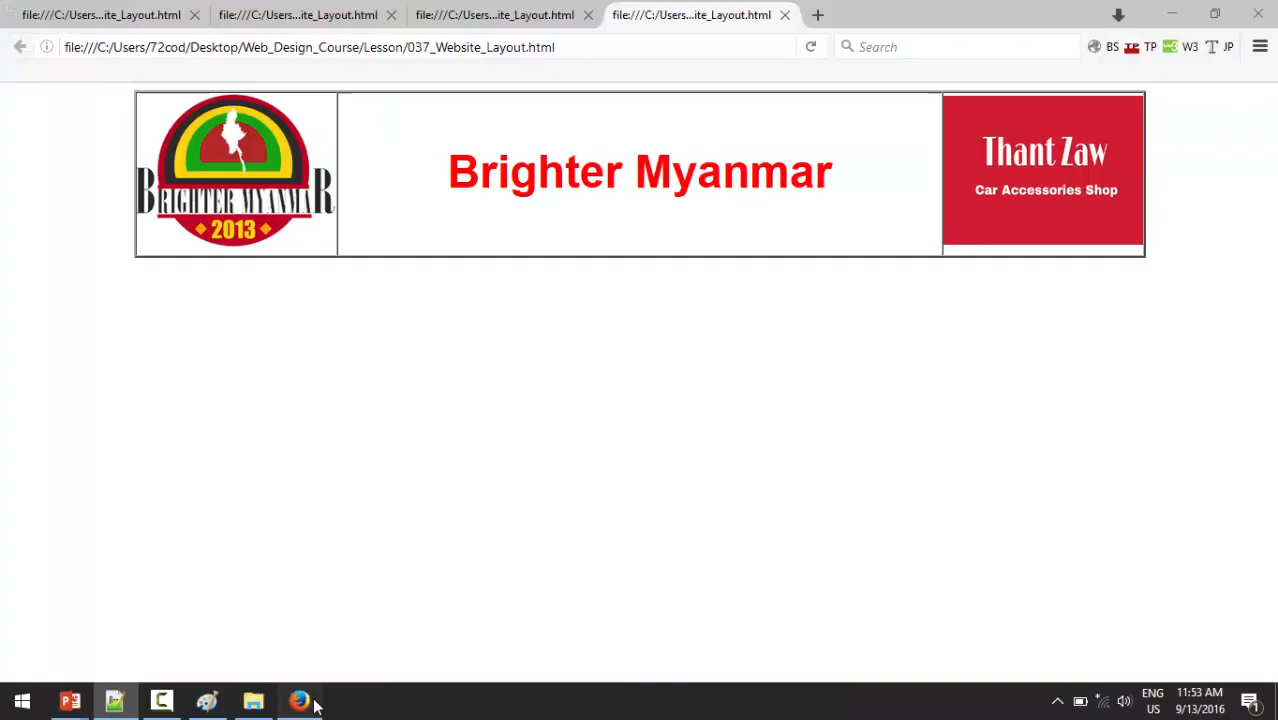 file:///C:/Users...ite_Layout.html
file:///C:/Users...ite_Layout.html
file:///C:/Users...ite_Layout.html
file:///C:/Users...ite_Layout.html
file:///C:/Users/72cod/Desktop/Web_Design_Course/Lesson/037_Website_Layout.html
Search
BS
TP
W3
JP
BRIGHTER MYANMAR
2013
Brighter Myanmar
Thant Zaw
Car Accessories Shop
ENG
US
11:53 AM
9/13/2016
1